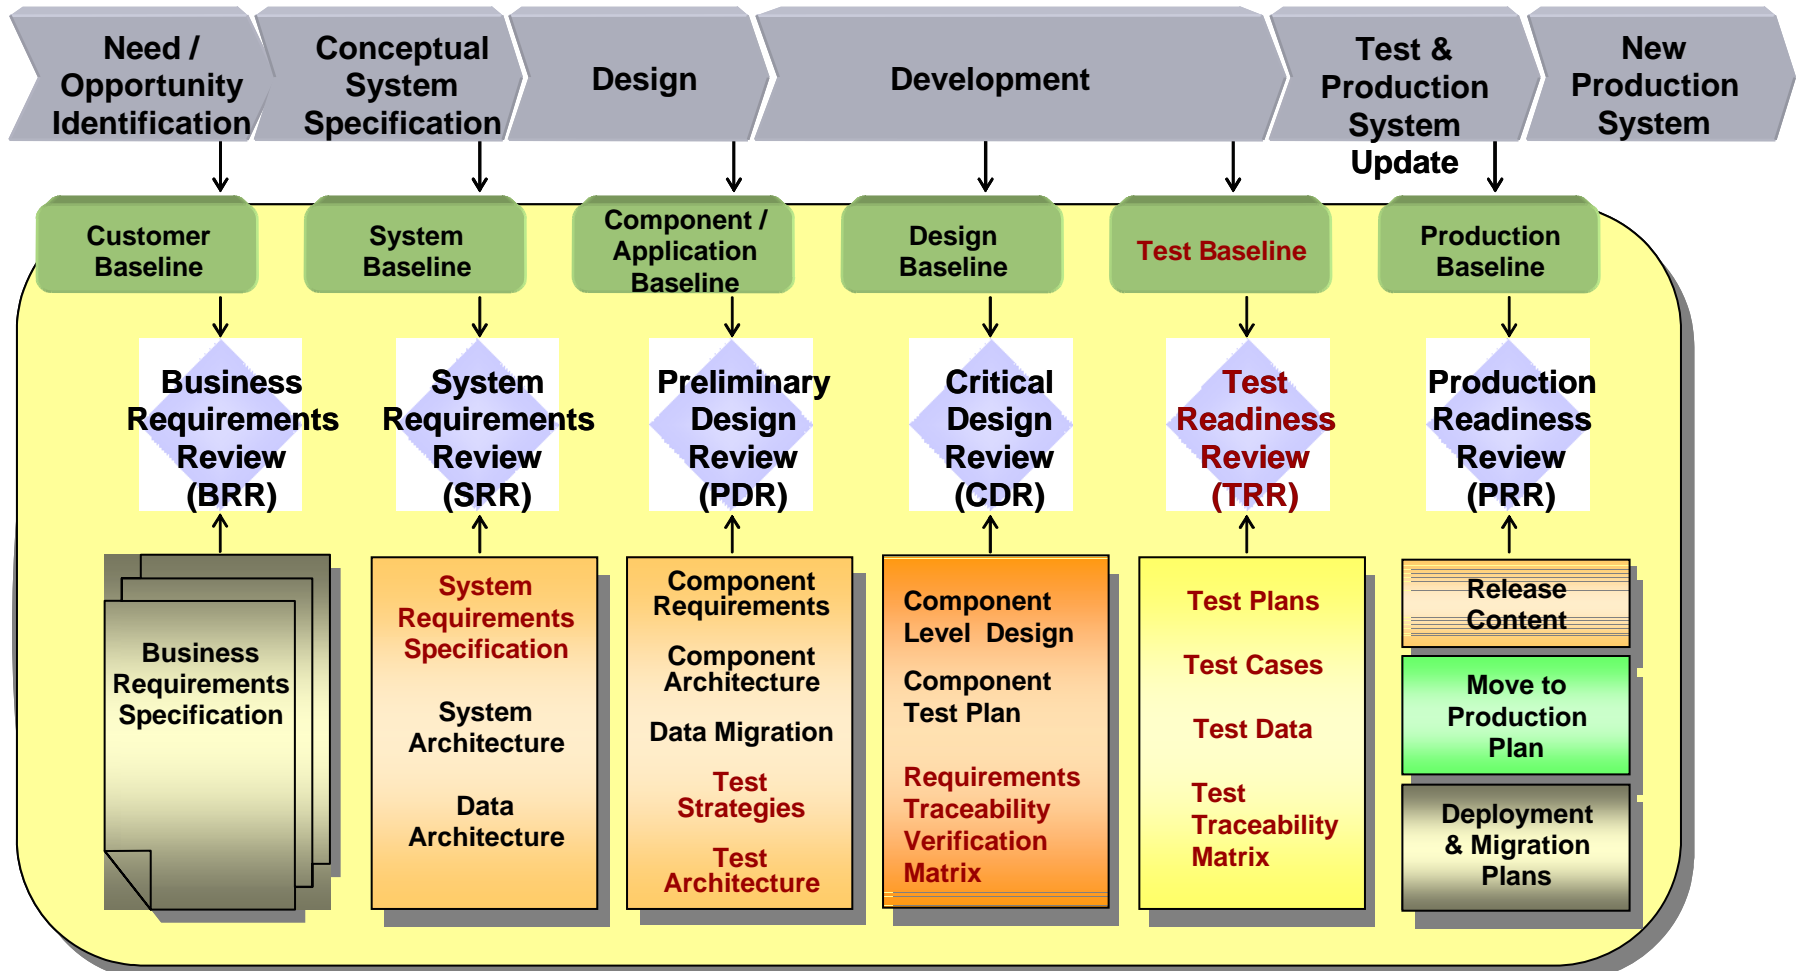 Need /
Opportunity
Identification
Conceptual
System
Specification
Design
Development
Test &
Production
System
Update
New
Production
System
Customer
Baseline
System
Baseline
Component /
Application
Baseline
Design
Baseline
Test Baseline
Production
Baseline
Business
Requirements
Review
(BRR)
System
Requirements
Review
(SRR)
Preliminary
Design
Review
(PDR)
Critical
Design
Review
(CDR)
Test
Readiness
Review
(TRR)
Production
Readiness
Review
(PRR)
Business
Requirements
Specification
System
Requirements
Specification
System
Architecture
Data
Architecture
Component
Requirements
Component
Architecture
Data Migration
Test
Strategies
Test
Architecture
Component
Level Design
Component
Test Plan
Requirements
Traceability
Verification
Matrix
Test Plans
Test Cases
Test Data
Test
Traceability
Matrix
Release
Content
Move to
Production
Plan
Deployment
& Migration
Plans